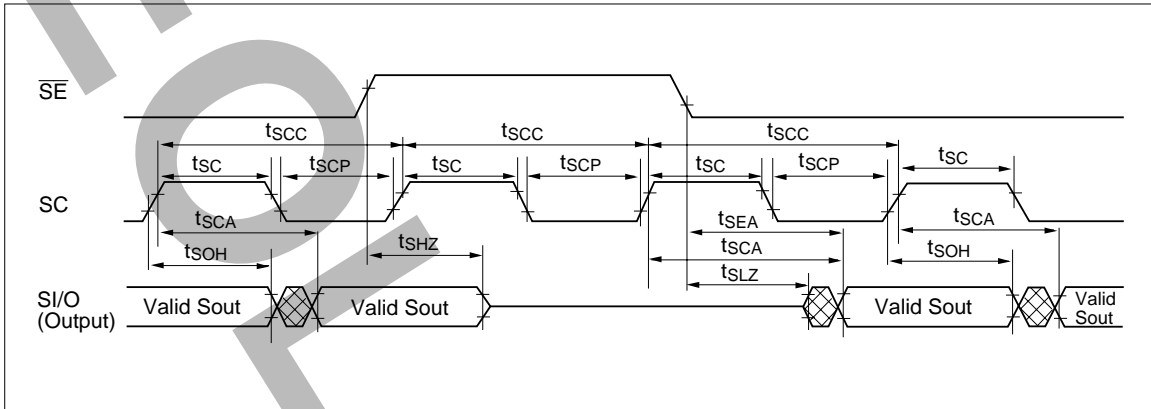 SE
tSCC tSCC tSCC
tSC tSCP tSC tSCP tSC tSCP tSC
SC
tSCA tSEA tSCA
tSHZ tSCA
tSOH tSLZ tSOH
SI/O
(Output)
Valid Sout Valid Sout Valid Sout Valid
Sout